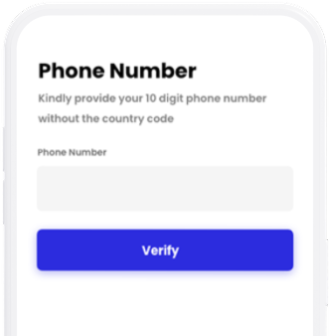 Phone Number
Kindly provide your 10 digit phone number
without the country code
Phone Number
Verify